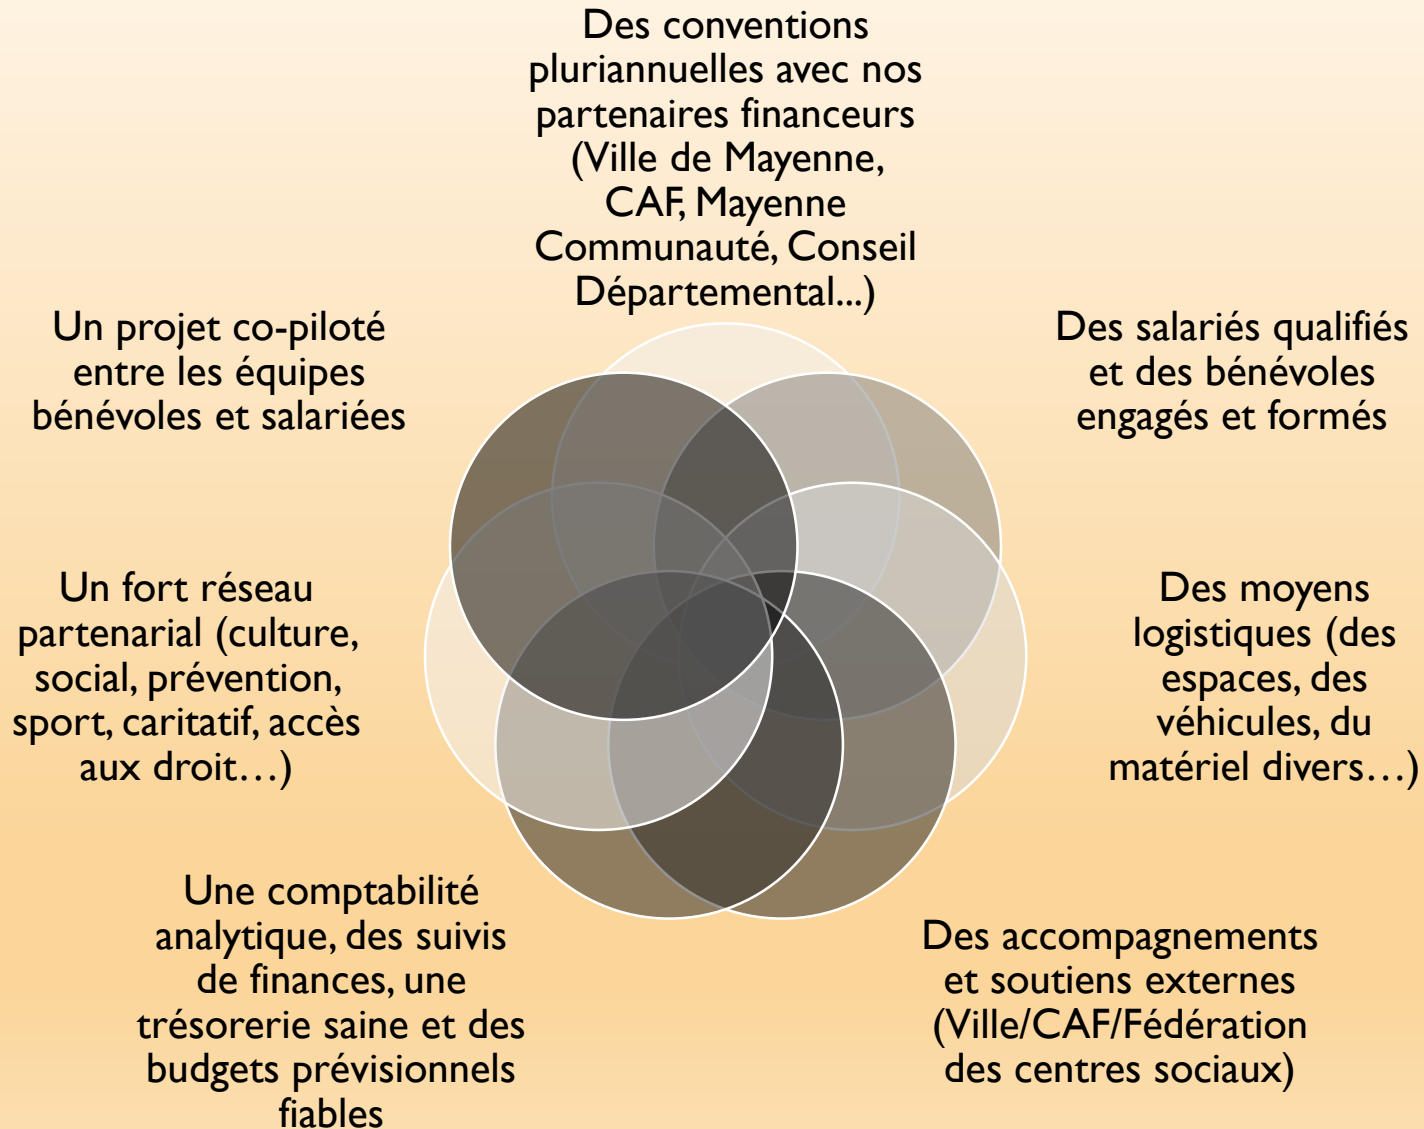 Des conventions
pluriannuelles avec nos
partenaires financeurs
(Ville de Mayenne,
CAF, Mayenne
Communauté, Conseil
Départemental...)
Des salariés qualifiés
et des bénévoles
engagés et formés
Des moyens
logistiques (des
espaces, des
véhicules, du
matériel divers…)
Des accompagnements
et soutiens externes
(Ville/CAF/Fédération
des centres sociaux)
Une comptabilité
analytique, des suivis
de finances, une
trésorerie saine et des
budgets prévisionnels
fiables
Un fort réseau
partenarial (culture,
social, prévention,
sport, caritatif, accès
aux droit…)
Un projet co-piloté
entre les équipes
bénévoles et salariées